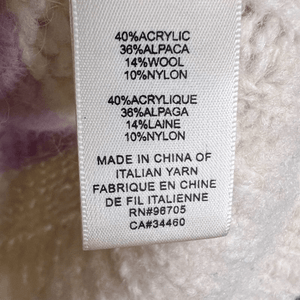 40%ACRYLIC
36%ALPACA
14%WOOL
10%NYLON
40%ACRYLIQUE
36%ALPAGA
14%LAINE
10%NYLON
MADE IN CHINA OF
ITALIAN YARN
FABRIQUE EN CHINE
DE FIL ITALIENNE
RN#96705
CA#34460